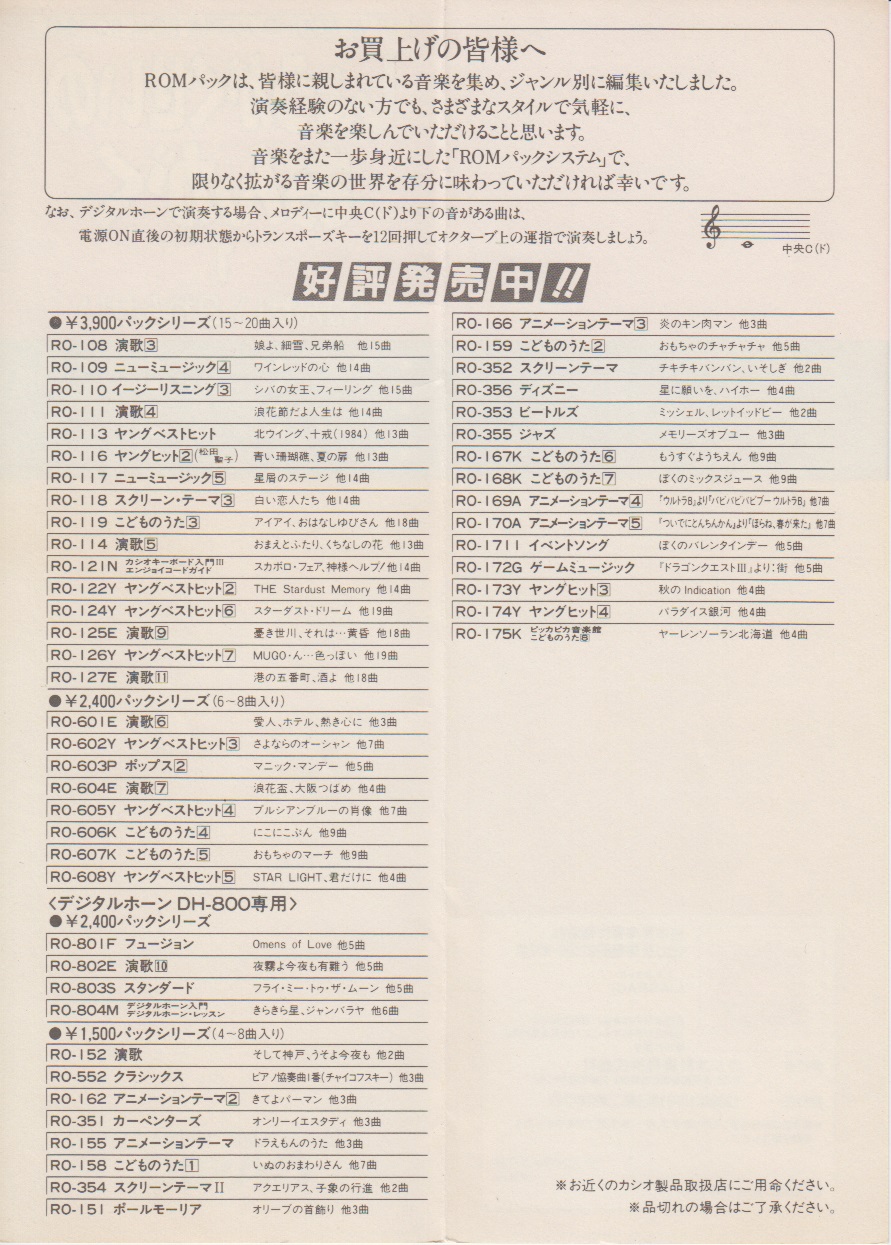 お買上げの皆様へ
ROMパックは、皆様に親しまれている音楽を集め、ジャンル別に編集いたしました。
演奏経験のない方でも、さまざまなスタイルで気軽に、
音楽を楽しんでいただけることと思います。
音楽をまた一歩身近にした「ROMパックシステム」で、
限りなく拡がる音楽の世界を存分に味わっていただければ幸いです。
なお、デジタルホーンで演奏する場合、メロディーに中央C(ド)より下の音がある曲は、
電源ON直後の初期状態からトランスポーズキーを12回押してオクターブ上の運指で演奏しましょう。
中央C(ド)
好評発売中!!
●¥3,900パックシリーズ(15〜20曲入り)
RO-108 演歌3 娘よ、細雪、兄弟船 他15曲
RO-109 ニューミュージック4 ワインレッドの心 他14曲
RO-110 イージーリスニング3 シバの女王、フィーリング 他15曲
RO-111 演歌4 浪花節だよ人生は 他14曲
RO-113 ヤングベストヒット 北ウイング、十戒(1984) 他13曲
RO-116 ヤングヒット2(松田聖子) 青い珊瑚礁、夏の扉 他13曲
RO-117 ニューミュージック5 星屑のステージ 他14曲
RO-118 スクリーン・テーマ3 白い恋人たち 他14曲
RO-119 こどものうた3 アイアイ、おはなしゆびさん 他18曲
RO-114 演歌5 おまえとふたり、くちなしの花 他13曲
RO-121N カシオキーボード入門III エンジョイコードガイド スカボロ・フェア、神様ヘルプ! 他14曲
RO-122Y ヤングベストヒット2 THE Stardust Memory 他14曲
RO-124Y ヤングベストヒット6 スターダスト・ドリーム 他19曲
RO-125E 演歌9 憂き世川、それは…黄昏 他18曲
RO-126Y ヤングベストヒット7 MUGO・ん…色っぽい 他19曲
RO-127E 演歌11 港の五番町、酒よ 他18曲
●¥2,400パックシリーズ(6〜8曲入り)
RO-601E 演歌6 愛人、ホテル、熱き心に 他3曲
RO-602Y ヤングベストヒット3 さよならのオーシャン 他7曲
RO-603P ポップス2 マニック・マンデー 他5曲
RO-604E 演歌7 浪花盃、大阪つばめ 他4曲
RO-605Y ヤングベストヒット4 プルシアンブルーの肖像 他7曲
RO-606K こどものうた4 にこにこぷん 他9曲
RO-607K こどものうた5 おもちゃのマーチ 他9曲
RO-608Y ヤングベストヒット5 STAR LIGHT、君だけに 他4曲
〈デジタルホーン DH-800専用〉
●¥2,400パックシリーズ
RO-801F フュージョン Omens of Love 他5曲
RO-802E 演歌10 夜霧よ今夜も有難う 他5曲
RO-803S スタンダード フライ・ミー・トゥ・ザ・ムーン 他5曲
RO-804M デジタルホーン入門 デジタルホーン・レッスン きらきら星、ジャンバラヤ 他6曲
●¥1,500パックシリーズ(4〜8曲入り)
RO-152 演歌 そして神戸、うそよ今夜も 他2曲
RO-552 クラシックス ピアノ協奏曲1番(チャイコフスキー) 他3曲
RO-162 アニメーションテーマ2 きてよパーマン 他3曲
RO-351 カーペンターズ オンリーイエスタディ 他3曲
RO-155 アニメーションテーマ ドラえもんのうた 他3曲
RO-158 こどものうた1 いぬのおまわりさん 他7曲
RO-354 スクリーンテーマII アクエリアス、子象の行進 他2曲
RO-151 ポールモーリア オリーブの首飾り 他3曲
RO-166 アニメーションテーマ3 炎のキン肉マン 他3曲
RO-159 こどものうた2 おもちゃのチャチャチャ 他5曲
RO-352 スクリーンテーマ チキチキバンバン、いそしぎ 他2曲
RO-356 ディズニー 星に願いを、ハイホー 他4曲
RO-353 ビートルズ ミッシェル、レットイッドビー 他2曲
RO-355 ジャズ メモリーズオブユー 他3曲
RO-167K こどものうた6 もうすぐようちえん 他9曲
RO-168K こどものうた7 ぼくのミックスジュース 他9曲
RO-169A アニメーションテーマ4 「ウルトラB」より「バビバビバビブー ウルトラB」 他7曲
RO-170A アニメーションテーマ5 「ついでにとんちんかん」より「ほらね、春が来た」 他7曲
RO-171I イベントソング ぼくのバレンタインデー 他5曲
RO-172G ゲームミュージック 「ドラゴンクエストIII」より:街 他5曲
RO-173Y ヤングヒット3 秋のIndication 他4曲
RO-174Y ヤングヒット4 パラダイス銀河 他4曲
RO-175K ピッカピカ音楽館 こどものうた8 ヤーレンソーラン北海道 他4曲
※お近くのカシオ製品取扱店にご用命ください。
※品切れの場合はご了承ください。